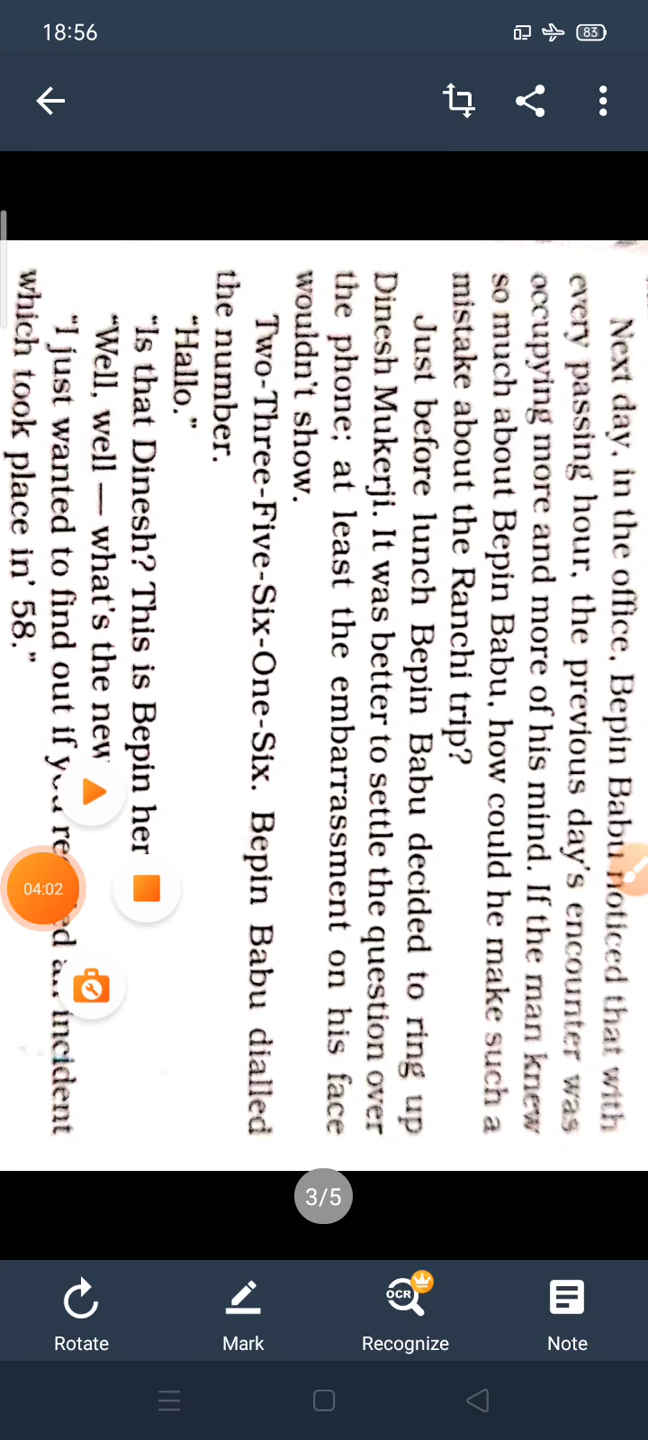 18:56
83
Next day, in the office, Bepin Babu noticed that with
every passing hour, the previous day's encounter was
occupying more and more of his mind. If the man knew
so much about Bepin Babu, how could he make such a
mistake about the Ranchi trip?
Just before lunch Bepin Babu decided to ring up
Dinesh Mukerji. It was better to settle the question over
the phone; at least the embarrassment on his face
wouldn't show.
Two-Three-Five-Six-One-Six. Bepin Babu dialled
the number.
"Hallo."
"Is that Dinesh? This is Bepin her
"Well, well — what's the new
"I just wanted to find out if incident
which took place in' 58."
04:02
3/5
OCR
Rotate
Mark
Recognize
Note